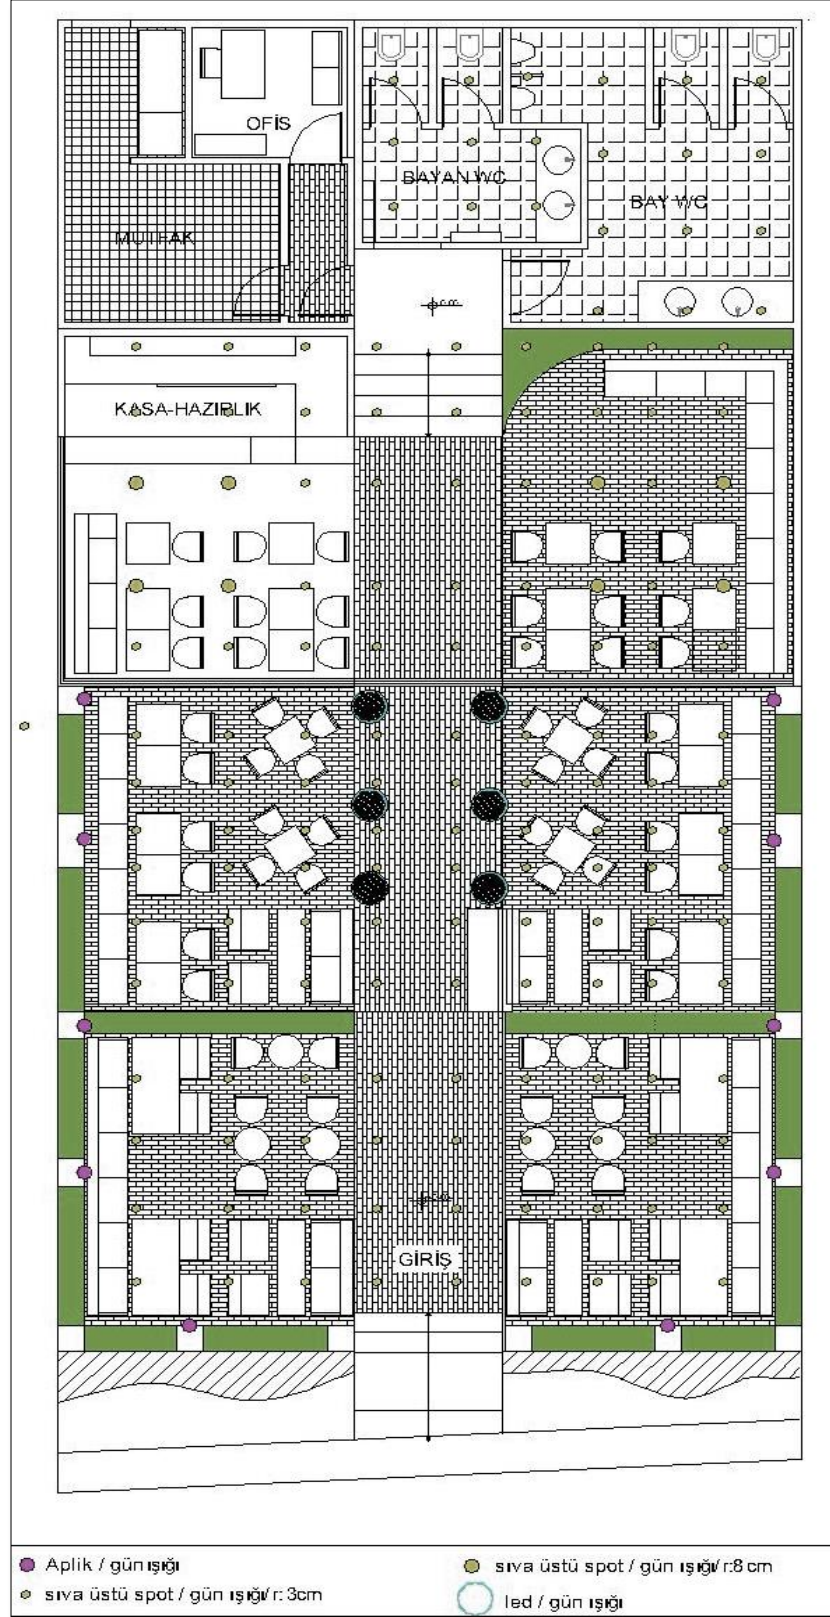 OFİS
BAYAN WC
BAY WC
MUTFAK
KASA-HAZIRLIK
GİRİŞ
Aplik / gün ışığı
sıva üstü spot / gün ışığı/r:8 cm
sıva üstü spot / gün ışığı/r: 3cm
led / gün ışığı